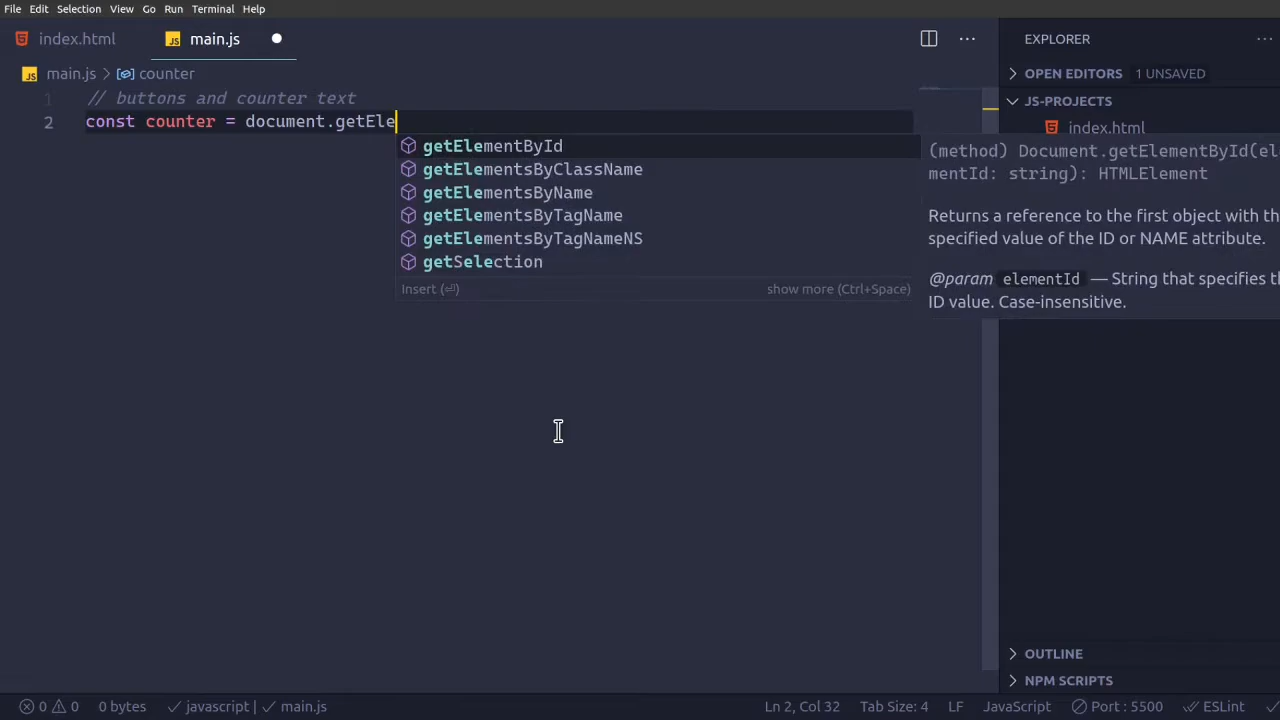 File Edit Selection View Go Run Terminal Help
index.html
JS main.js
EXPLORER
JS main.js > counter
1 // buttons and counter text
2 const counter = document.getEle
getElementById
getElementsByClassName
getElementsByName
getElementsByTagName
getElementsByTagNameNS
getSelection
Insert (⏎) show more (Ctrl+Space)
OPEN EDITORS 1 UNSAVED
JS-PROJECTS
index.html
(method) Document.getElementById(ele
mentId: string): HTMLElement
Returns a reference to the first object with th
specified value of the ID or NAME attribute.
@param elementId — String that specifies th
ID value. Case-insensitive.
OUTLINE
NPM SCRIPTS
0 0 0 bytes javascript | main.js Ln 2, Col 32 Tab Size: 4 LF JavaScript Port : 5500 ESLint